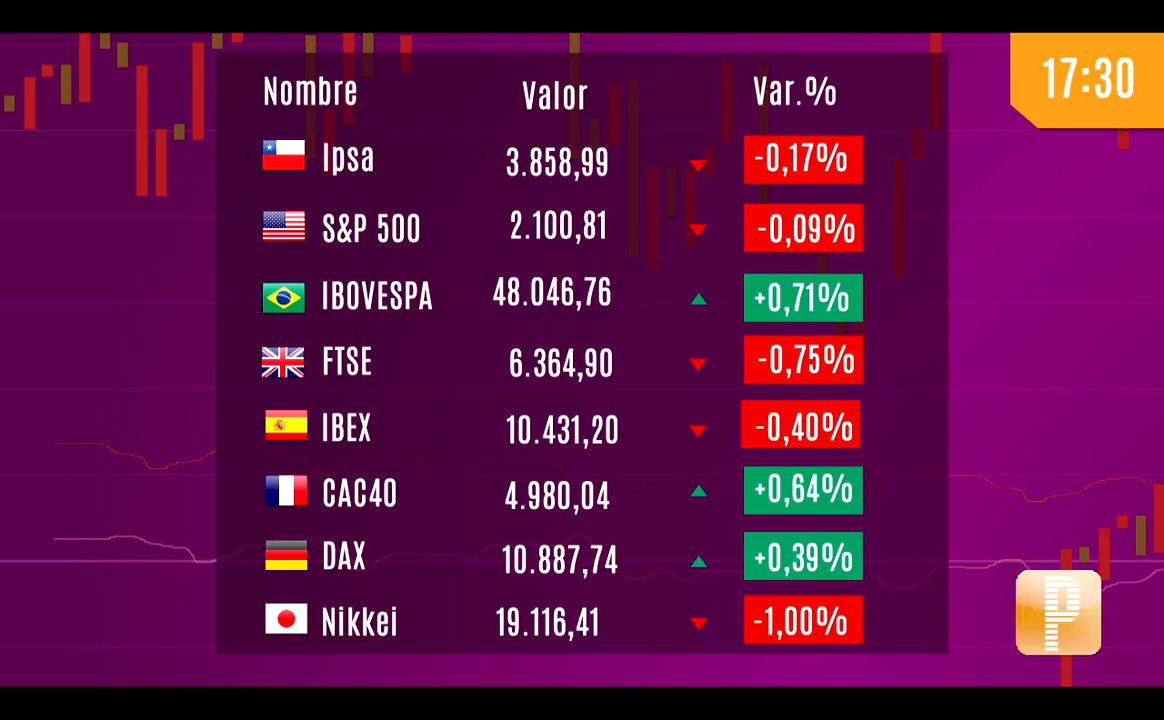 17:30
Nombre Valor Var.%
Ipsa 3.858,99 -0,17%
S&P 500 2.100,81 -0,09%
IBOVESPA 48.046,76 +0,71%
FTSE 6.364,90 -0,75%
IBEX 10.431,20 -0,40%
CAC40 4.980,04 +0,64%
DAX 10.887,74 +0,39%
Nikkei 19.116,41 -1,00%
P